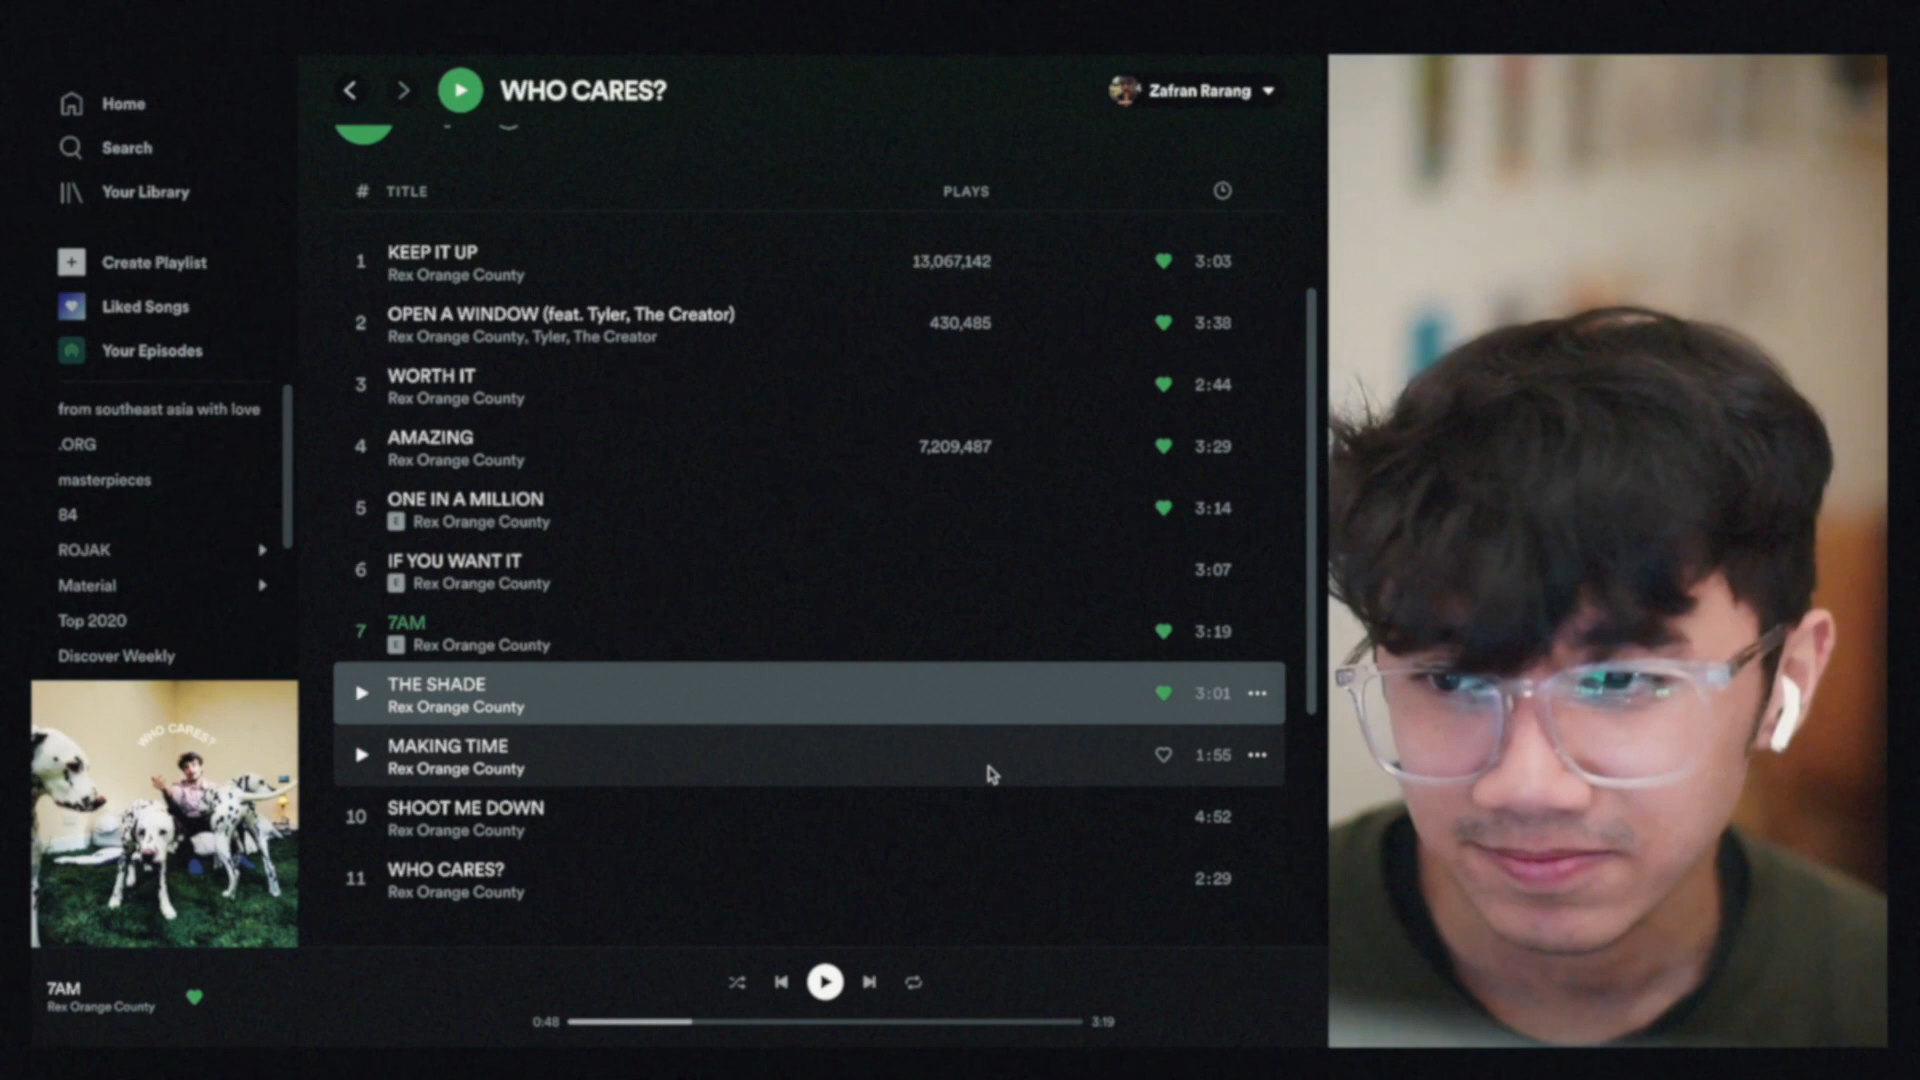 Home
Search
Your Library
Create Playlist
Liked Songs
Your Episodes
from southeast asia with love
.ORG
masterpieces
84
ROJAK
Material
Top 2020
Discover Weekly
WHO CARES?
7AM
Rex Orange County
WHO CARES?
Zafran Rarang
# TITLE PLAYS
1 KEEP IT UP 13,067,142 3:03
Rex Orange County
2 OPEN A WINDOW (feat. Tyler, The Creator) 430,485 3:38
Rex Orange County, Tyler, The Creator
3 WORTH IT 2:44
Rex Orange County
4 AMAZING 7,209,487 3:29
Rex Orange County
5 ONE IN A MILLION 3:14
E Rex Orange County
6 IF YOU WANT IT 3:07
E Rex Orange County
7 7AM 3:19
E Rex Orange County
THE SHADE 3:01
Rex Orange County
MAKING TIME 1:55
Rex Orange County
10 SHOOT ME DOWN 4:52
Rex Orange County
11 WHO CARES? 2:29
Rex Orange County
0:48 3:19